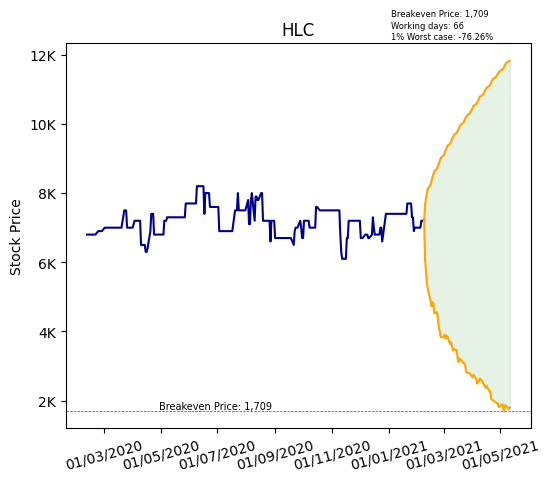 Breakeven Price: 1,709
Working days: 66
1% Worst case: -76.26%
HLC
Stock Price
12K
10K
8K
6K
4K
2K
Breakeven Price: 1,709
01/03/2020
01/05/2020
01/07/2020
01/09/2020
01/11/2020
01/01/2021
01/03/2021
01/05/2021